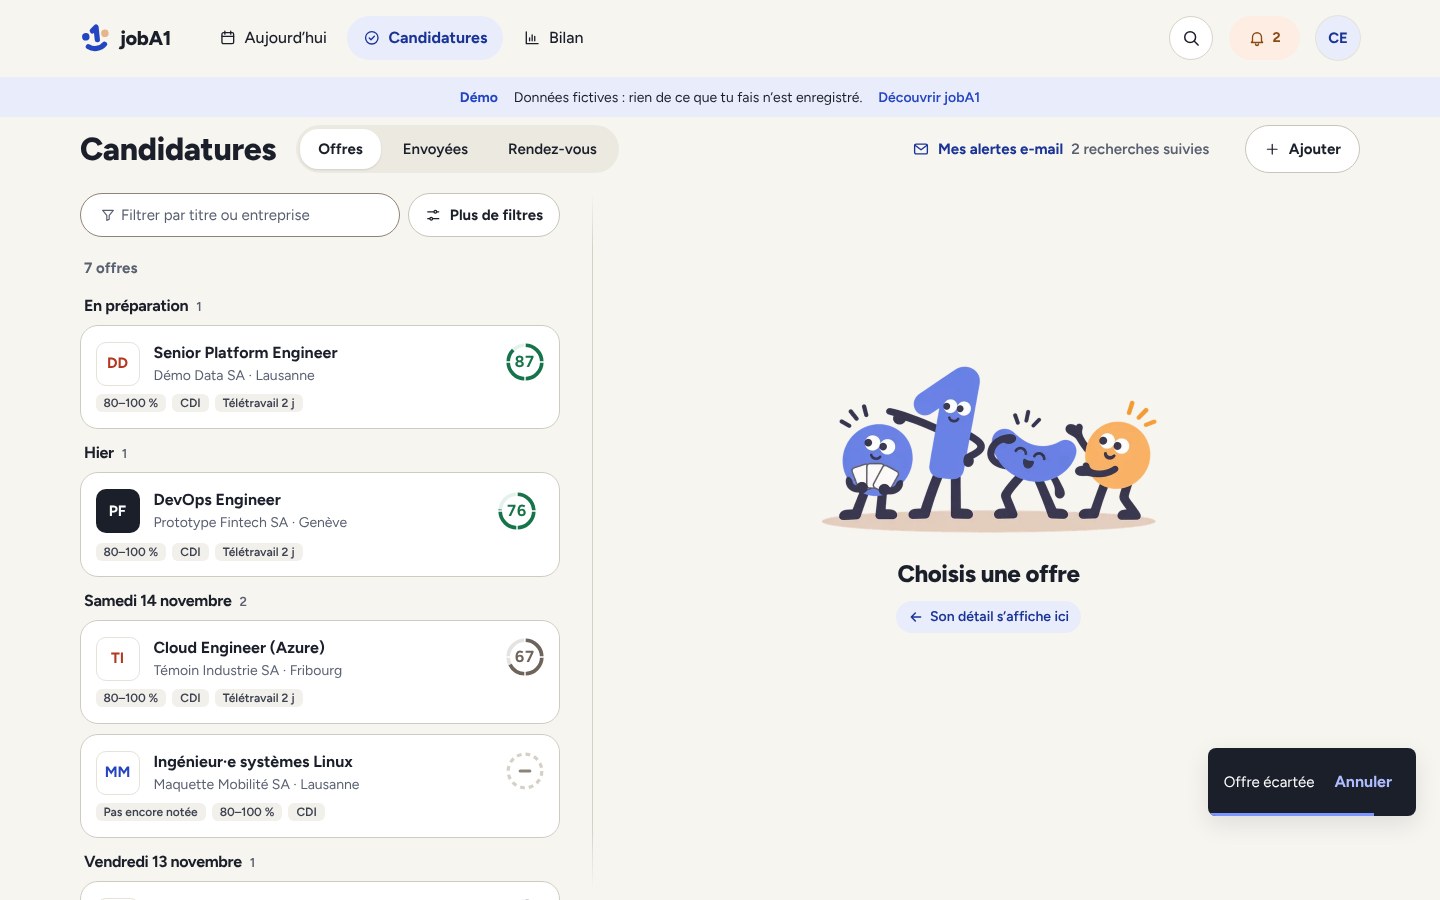 jobA1
Aujourd’hui
Candidatures
Bilan
2
CE
Démo Données fictives : rien de ce que tu fais n’est enregistré. Découvrir jobA1
Candidatures
Offres
Envoyées
Rendez-vous
Mes alertes e-mail 2 recherches suivies
Ajouter
Filtrer par titre ou entreprise
Plus de filtres
7 offres
En préparation 1
DD
Senior Platform Engineer
Démo Data SA · Lausanne
87
80–100 % CDI Télétravail 2 j
Hier 1
PF
DevOps Engineer
Prototype Fintech SA · Genève
76
80–100 % CDI Télétravail 2 j
Samedi 14 novembre 2
TI
Cloud Engineer (Azure)
Témoin Industrie SA · Fribourg
67
80–100 % CDI Télétravail 2 j
MM
Ingénieur·e systèmes Linux
Maquette Mobilité SA · Lausanne
Pas encore notée 80–100 % CDI
Vendredi 13 novembre 1
Choisis une offre
← Son détail s’affiche ici
Offre écartée Annuler